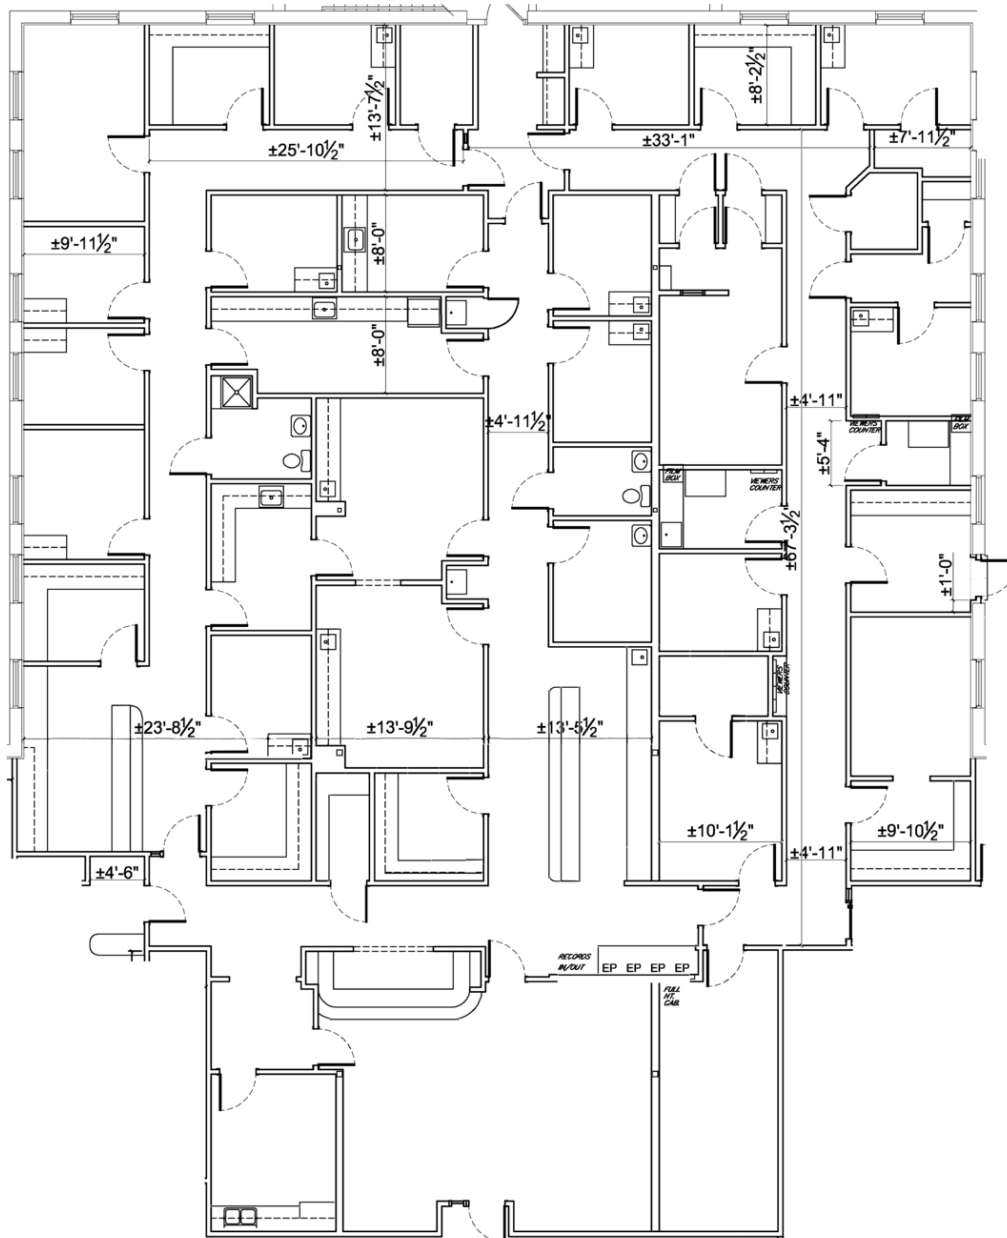 ±8'-2½"
±13'-7½"
±25'-10½"
±33'-1"
±7'-11½"
±9'-11½"
±8'-0"
±8'-0"
±4'-11½"
±4'-11"
VIEWERS
COUNTER
FILM
BOX
±5'-4"
FILM
BOX
VIEWERS
COUNTER
±67'-3½"
±1'-0"
VIEWERS
COUNTER
±23'-8½"
±13'-9½"
±13'-5½"
±10'-1½"
±9'-10½"
±4'-11"
±4'-6"
RECORDS
IN/OUT
EP EP EP EP
FULL
HT.
CAB.